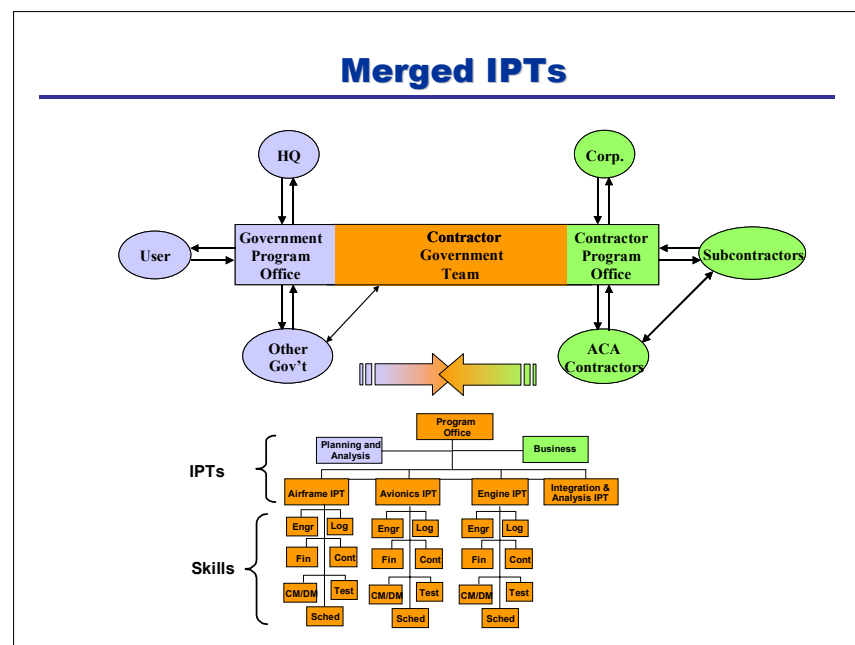 Merged IPTs
HQ
Corp.
User
Government
Program
Office
Contractor
Government
Team
Contractor
Program
Office
Subcontractors
Other
Gov't
ACA
Contractors
Program
Office
Planning and
Analysis
Business
IPTs
Airframe IPT
Avionics IPT
Engine IPT
Integration &
Analysis IPT
Skills
Engr
Log
Fin
Cont
CM/DM
Test
Sched
Engr
Log
Fin
Cont
CM/DM
Test
Sched
Engr
Log
Fin
Cont
CM/DM
Test
Sched